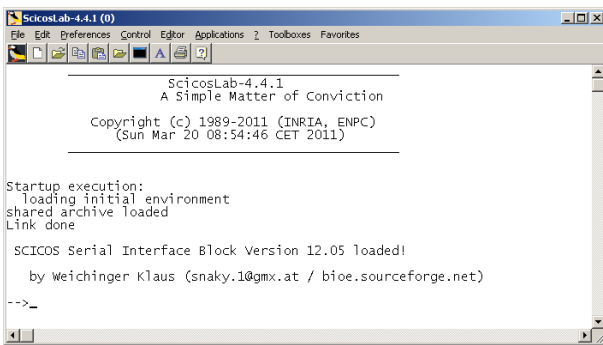 ScicosLab-4.4.1 (0)
File Edit Preferences Control Editor Applications ? Toolboxes Favorites
ScicosLab-4.4.1
A Simple Matter of Conviction
Copyright (c) 1989-2011 (INRIA, ENPC)
(Sun Mar 20 08:54:46 CET 2011)
Startup execution:
loading initial environment
shared archive loaded
Link done
SCICOS Serial Interface Block Version 12.05 loaded!
by Weichinger Klaus (snaky.1@gmx.at / bioe.sourceforge.net)
-->_